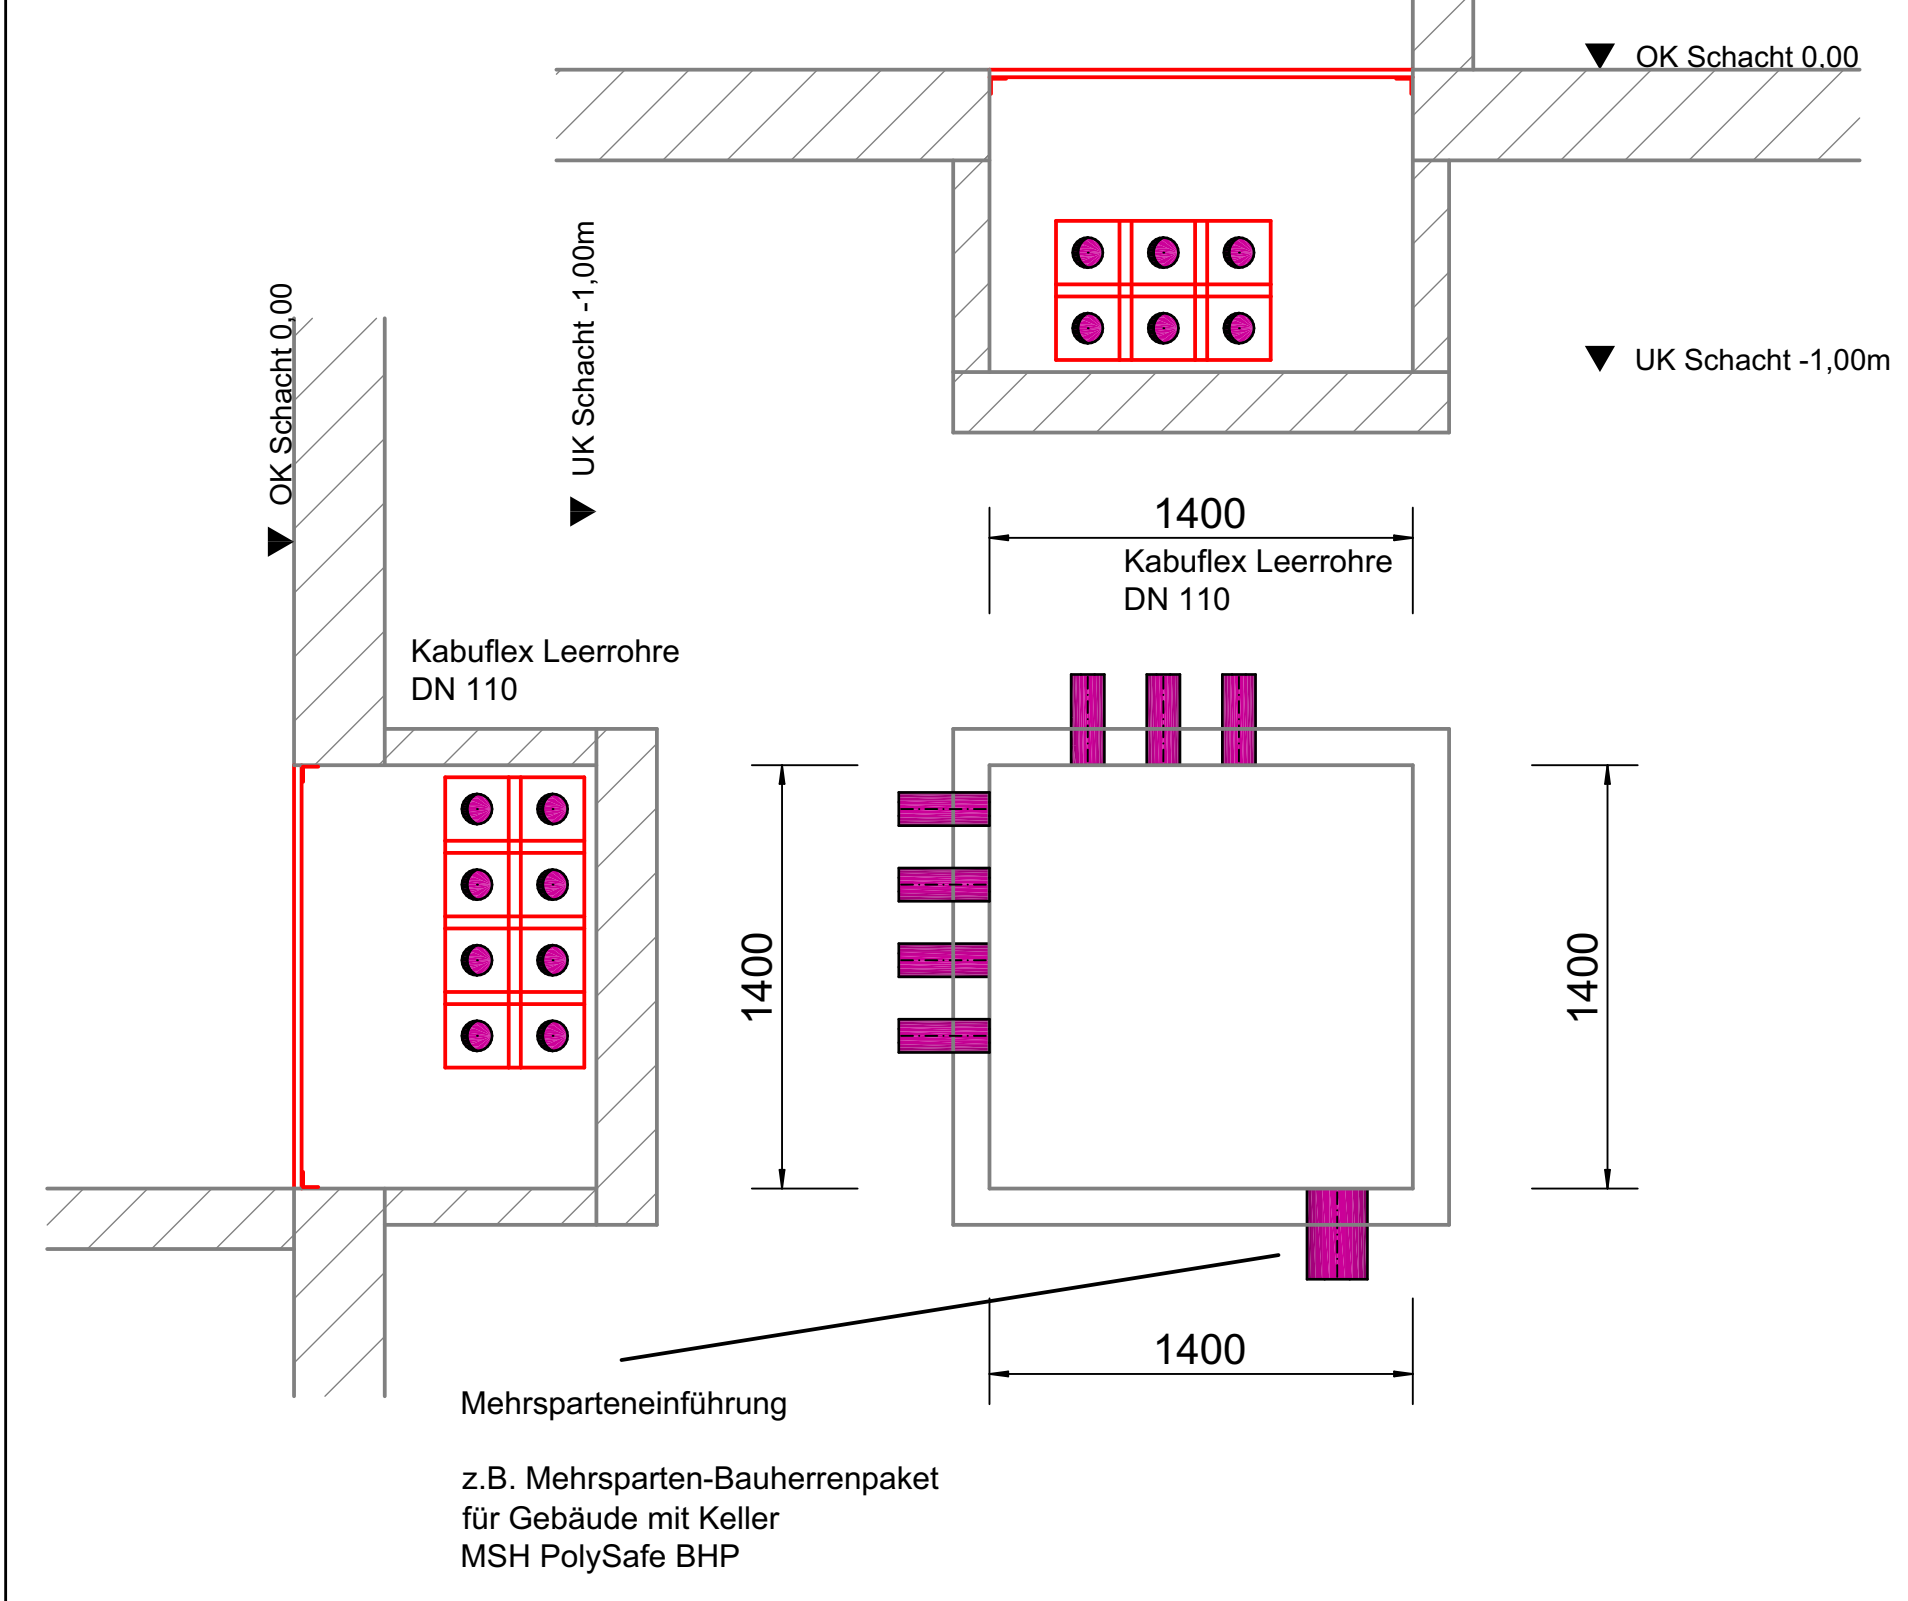 OK Schacht 0,00
UK Schacht -1,00m
OK Schacht 0,00
UK Schacht -1,00m
1400
Kabuflex Leerrohre
DN 110
Kabuflex Leerrohre
DN 110
1400
1400
1400
Mehrsparteneinführung
z.B. Mehrsparten-Bauherrenpaket
für Gebäude mit Keller
MSH PolySafe BHP